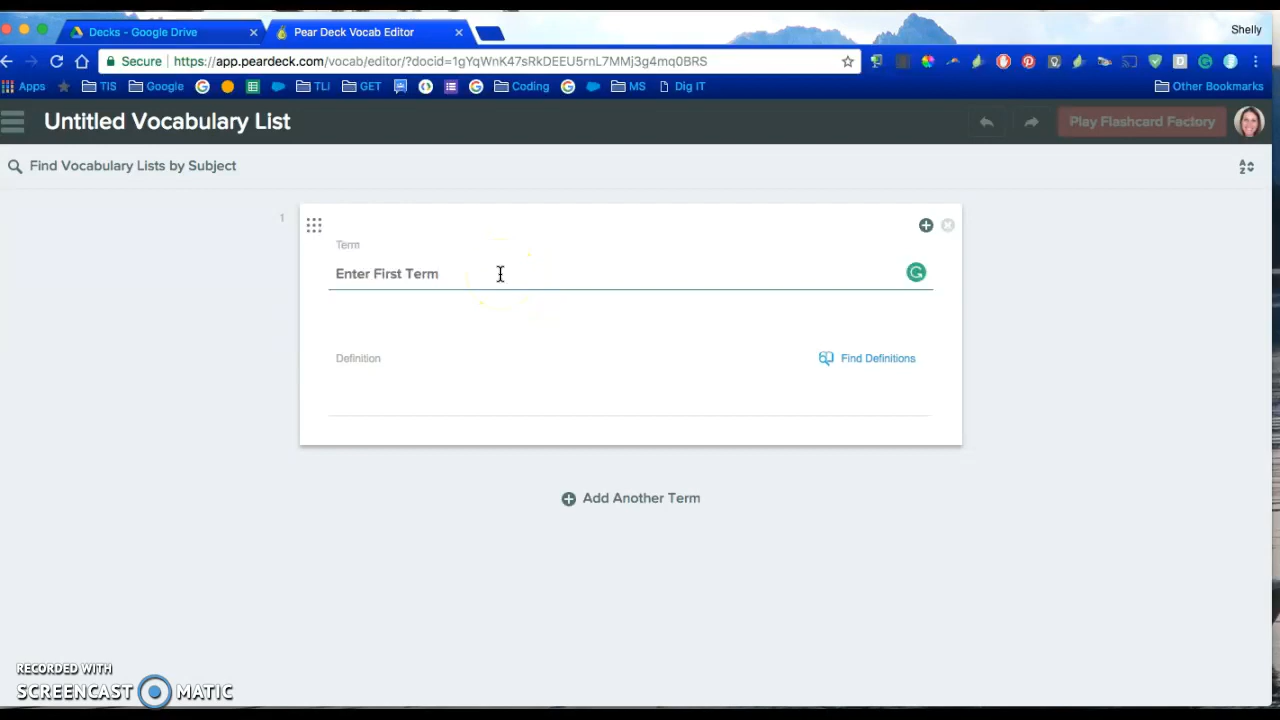 Shelly
Decks - Google Drive
Pear Deck Vocab Editor
Secure https://app.peardeck.com/vocab/editor/?docid=1gYqWnK47sRkDEEU5rnL7MMj3g4mq0BRS
Apps TIS Google TLI GET Coding MS Dig IT Other Bookmarks
Untitled Vocabulary List
Play Flashcard Factory
Find Vocabulary Lists by Subject
A Z
1
Term
Enter First Term
Definition
Find Definitions
Add Another Term
RECORDED WITH
SCREENCAST MATIC